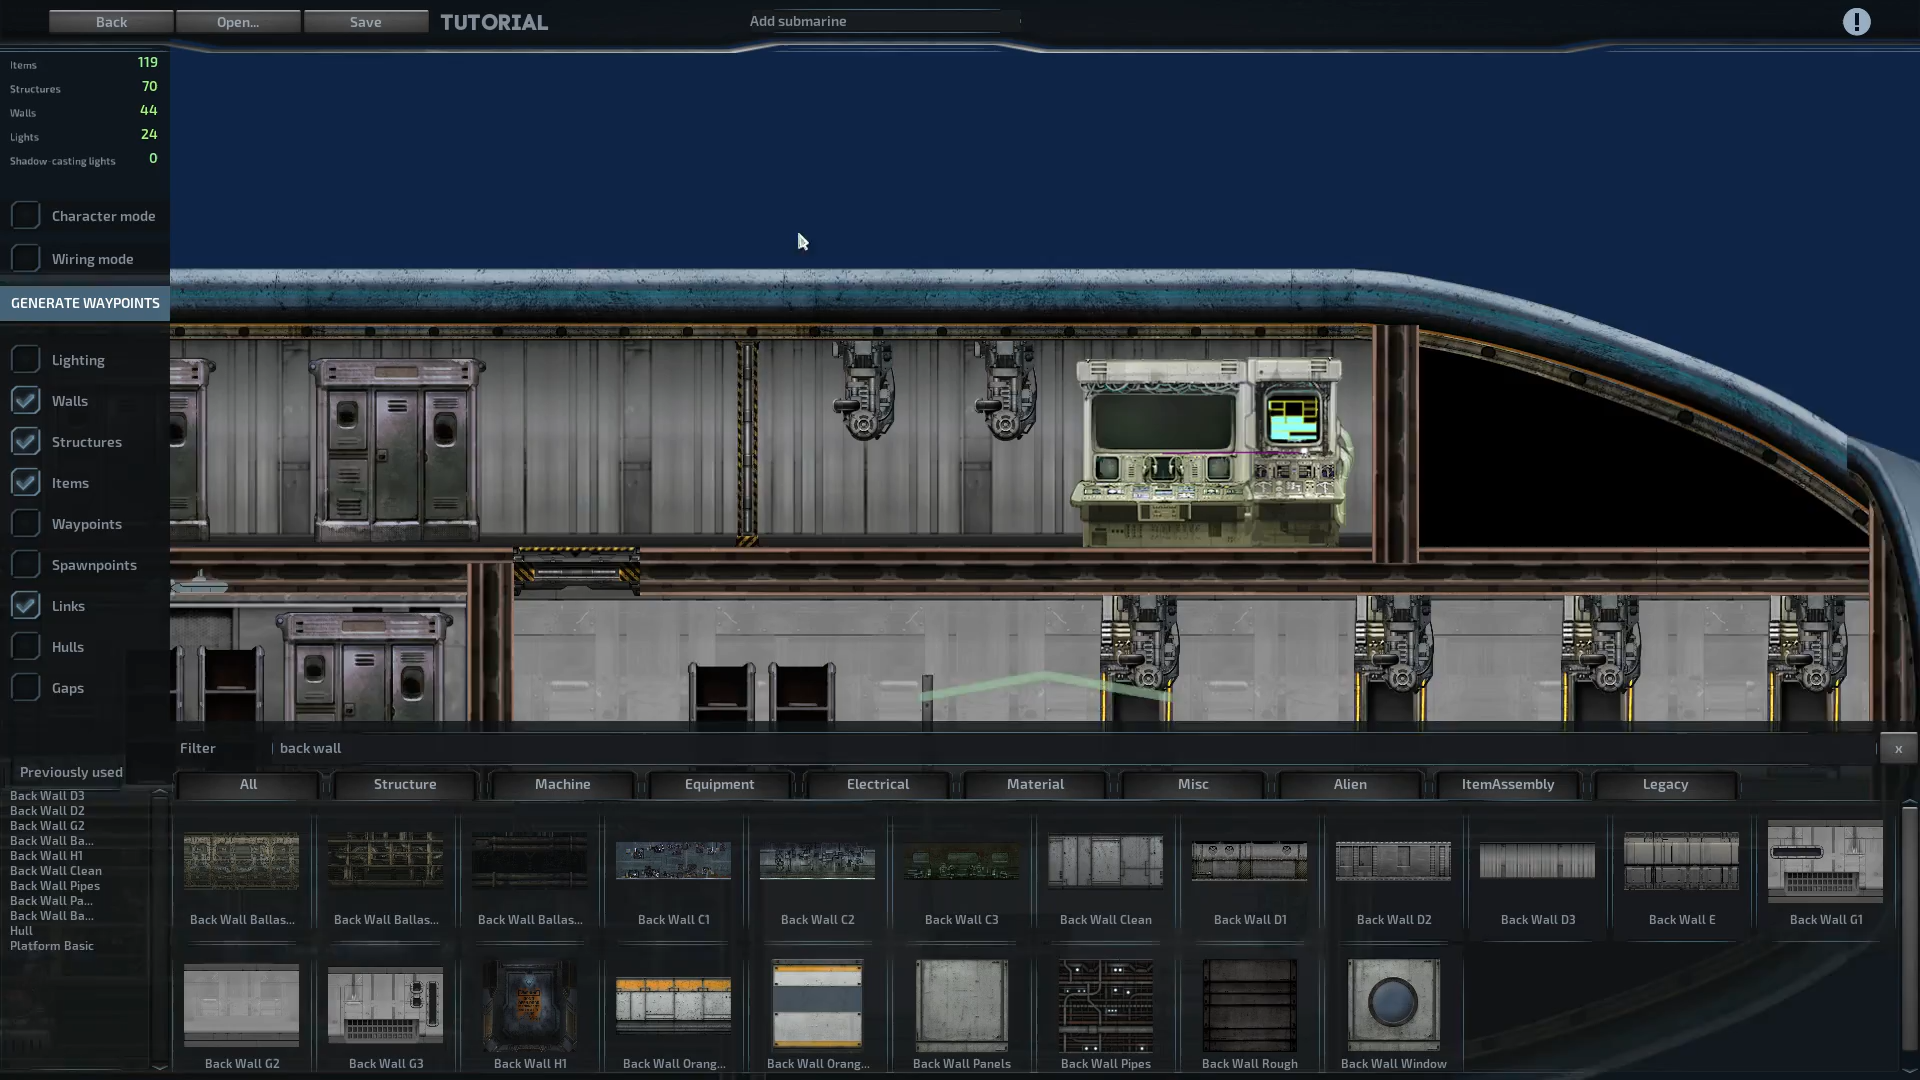 Back
Open...
Save
TUTORIAL
Add submarine
Items 119
Structures 70
Walls 44
Lights 24
Shadow-casting lights 0
Character mode
Wiring mode
GENERATE WAYPOINTS
Lighting
Walls
Structures
Items
Waypoints
Spawnpoints
Links
Hulls
Gaps
Filter
back wall
x
Previously used
Back Wall D3
Back Wall D2
Back Wall G2
Back Wall Ba...
Back Wall H1
Back Wall Clean
Back Wall Pipes
Back Wall Pa...
Back Wall Ba...
Hull
Platform Basic
All
Structure
Machine
Equipment
Electrical
Material
Misc
Alien
ItemAssembly
Legacy
Back Wall Ballas...
Back Wall Ballas...
Back Wall Ballas...
Back Wall C1
Back Wall C2
Back Wall C3
Back Wall Clean
Back Wall D1
Back Wall D2
Back Wall D3
Back Wall E
Back Wall G1
Back Wall G2
Back Wall G3
Back Wall H1
Back Wall Orang...
Back Wall Orang...
Back Wall Panels
Back Wall Pipes
Back Wall Rough
Back Wall Window